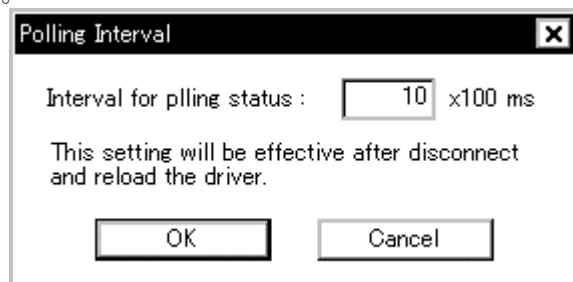 Polling Interval
Interval for plling status : 10 x100 ms
This setting will be effective after disconnect
and reload the driver.
OK Cancel